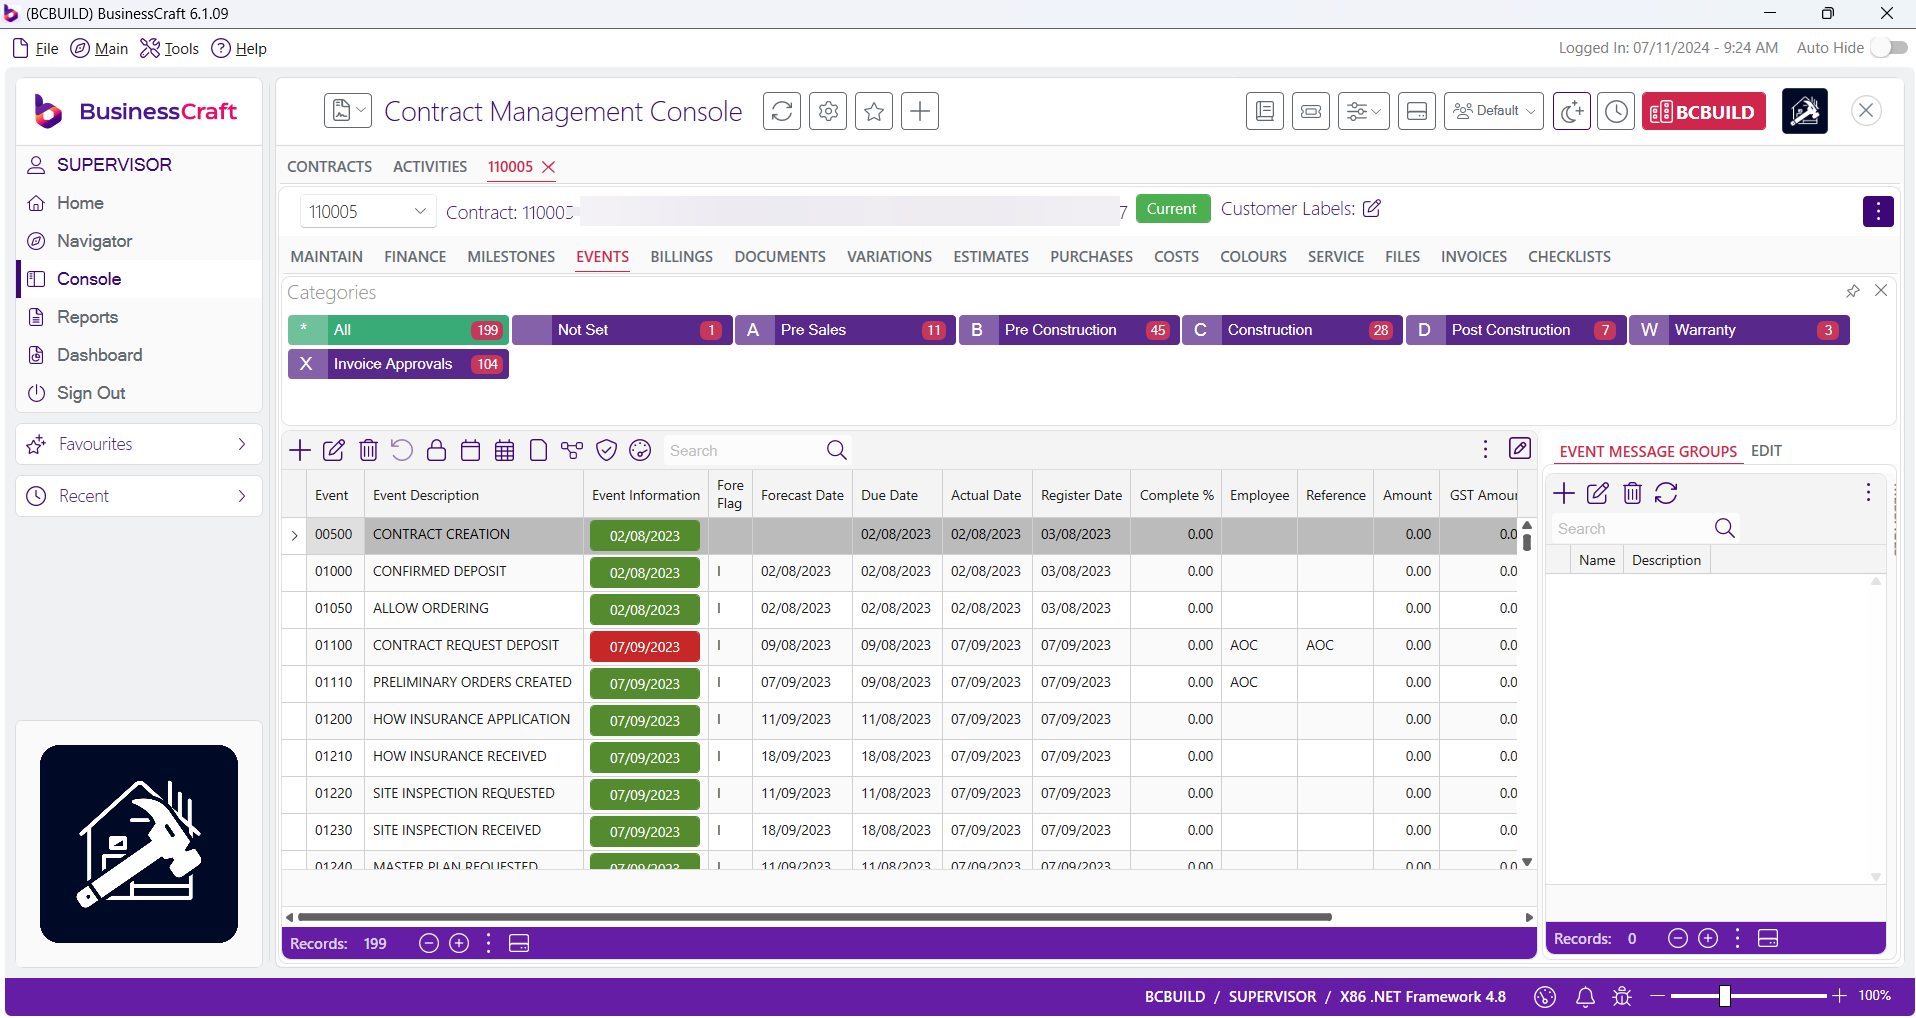 (BCBUILD) BusinessCraft 6.1.09
File Main Tools Help
Logged In: 07/11/2024 - 9:24 AM Auto Hide
BusinessCraft
SUPERVISOR
Home
Navigator
Console
Reports
Dashboard
Sign Out
Favourites
Recent
Contract Management Console
Default
BCBUILD
CONTRACTS ACTIVITIES 110005
110005 Contract: 11000 7 Current Customer Labels:
MAINTAIN FINANCE MILESTONES EVENTS BILLINGS DOCUMENTS VARIATIONS ESTIMATES PURCHASES COSTS COLOURS SERVICE FILES INVOICES CHECKLISTS
Categories
* All 199 Not Set 1 A Pre Sales 11 B Pre Construction 45 C Construction 28 D Post Construction 7 W Warranty 3
X Invoice Approvals 104
Search
Event Event Description Event Information Fore Flag Forecast Date Due Date Actual Date Register Date Complete % Employee Reference Amount GST Amour
00500 CONTRACT CREATION 02/08/2023 02/08/2023 02/08/2023 03/08/2023 0.00 0.00 0.0
01000 CONFIRMED DEPOSIT 02/08/2023 I 02/08/2023 02/08/2023 02/08/2023 03/08/2023 0.00 0.00 0.0
01050 ALLOW ORDERING 02/08/2023 I 02/08/2023 02/08/2023 02/08/2023 03/08/2023 0.00 0.00 0.0
01100 CONTRACT REQUEST DEPOSIT 07/09/2023 I 09/08/2023 09/08/2023 07/09/2023 07/09/2023 0.00 AOC AOC 0.00 0.0
01110 PRELIMINARY ORDERS CREATED 07/09/2023 I 07/09/2023 09/08/2023 07/09/2023 07/09/2023 0.00 AOC 0.00 0.0
01200 HOW INSURANCE APPLICATION 07/09/2023 I 11/09/2023 11/08/2023 07/09/2023 07/09/2023 0.00 0.00 0.0
01210 HOW INSURANCE RECEIVED 07/09/2023 I 18/09/2023 18/08/2023 07/09/2023 07/09/2023 0.00 0.00 0.0
01220 SITE INSPECTION REQUESTED 07/09/2023 I 11/09/2023 11/08/2023 07/09/2023 07/09/2023 0.00 0.00 0.0
01230 SITE INSPECTION RECEIVED 07/09/2023 I 18/09/2023 18/08/2023 07/09/2023 07/09/2023 0.00 0.00 0.0
01240 MASTER PLAN REQUESTED 07/09/2023 I 11/09/2023 11/08/2023 07/09/2023 07/09/2023 0.00 0.00 0.0
Records: 199
EVENT MESSAGE GROUPS EDIT
Search
Name Description
Records: 0
BCBUILD / SUPERVISOR / X86 .NET Framework 4.8 100%